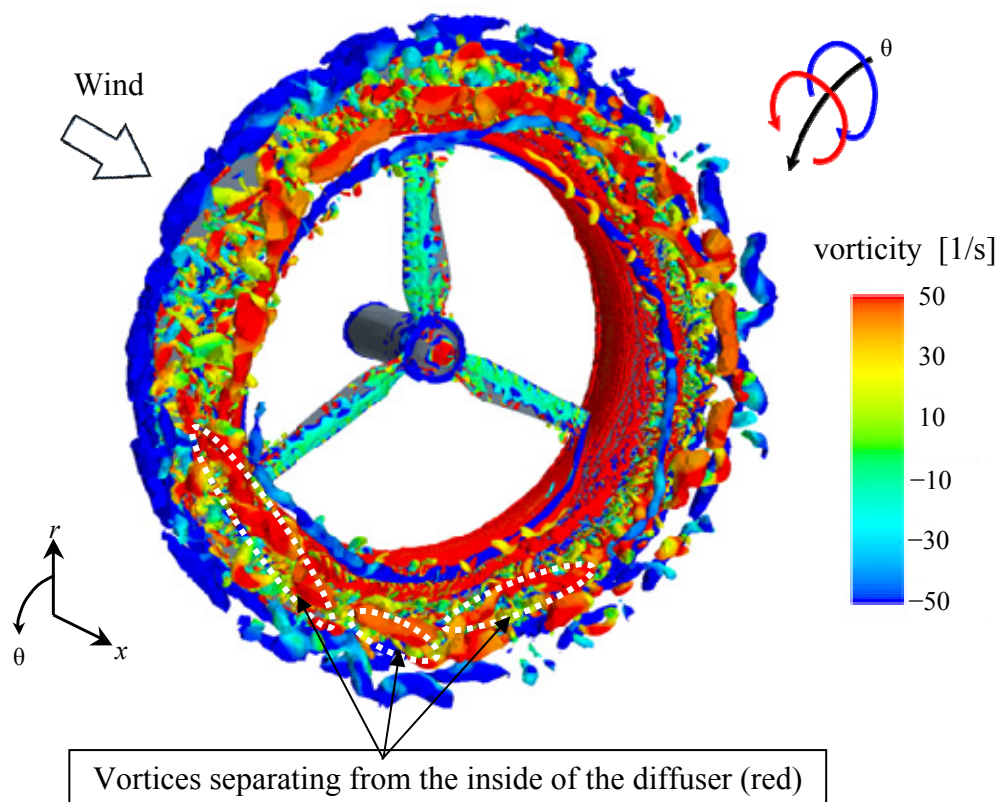 θ
Wind
vorticity [1/s]
50
30
10
−10
−30
−50
r
θ
x
Vortices separating from the inside of the diffuser (red)